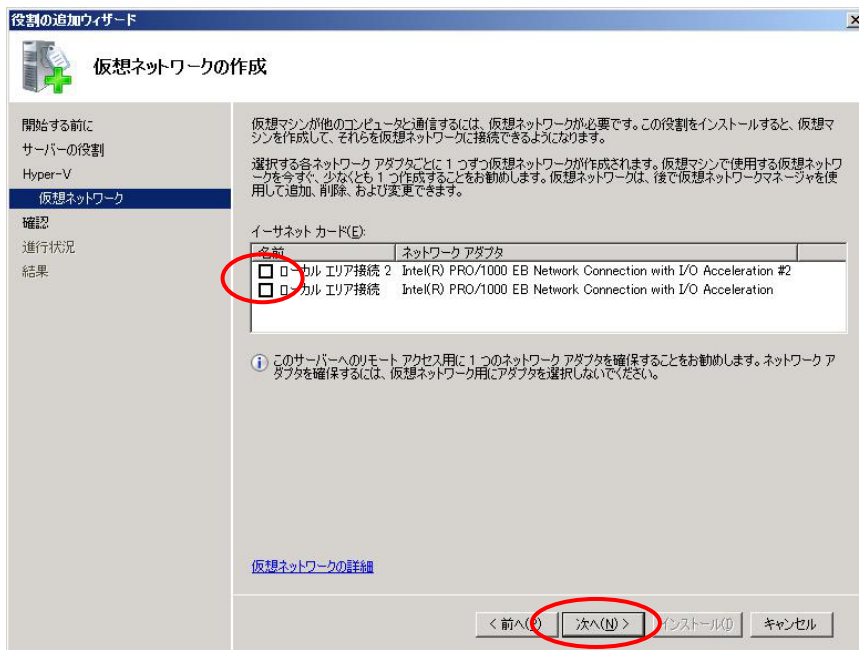 役割の追加ウィザード
仮想ネットワークの作成
開始する前に
サーバーの役割
Hyper-V
仮想ネットワーク
確認
進行状況
結果
仮想マシンが他のコンピュータと通信するには、仮想ネットワークが必要です。この役割をインストールすると、仮想マ
シンを作成して、それらを仮想ネットワークに接続できるようになります。
選択する各ネットワーク アダプタごとに 1 つずつ仮想ネットワークが作成されます。仮想マシンで使用する仮想ネットワ
ークを今すぐ、少なくとも 1 つ作成することをお勧めします。仮想ネットワークは、後で仮想ネットワークマネージャを使
用して追加、削除、および変更できます。
イーサネット カード(E):
名前 ネットワーク アダプタ
ローカル エリア接続 2 Intel(R) PRO/1000 EB Network Connection with I/O Acceleration #2
ローカル エリア接続 Intel(R) PRO/1000 EB Network Connection with I/O Acceleration
このサーバーへのリモート アクセス用に 1 つのネットワーク アダプタを確保することをお勧めします。ネットワーク ア
ダプタを確保するには、仮想ネットワーク用にアダプタを選択しないでください。
仮想ネットワークの詳細
< 前へ(P) 次へ(N) > インストール(I) キャンセル